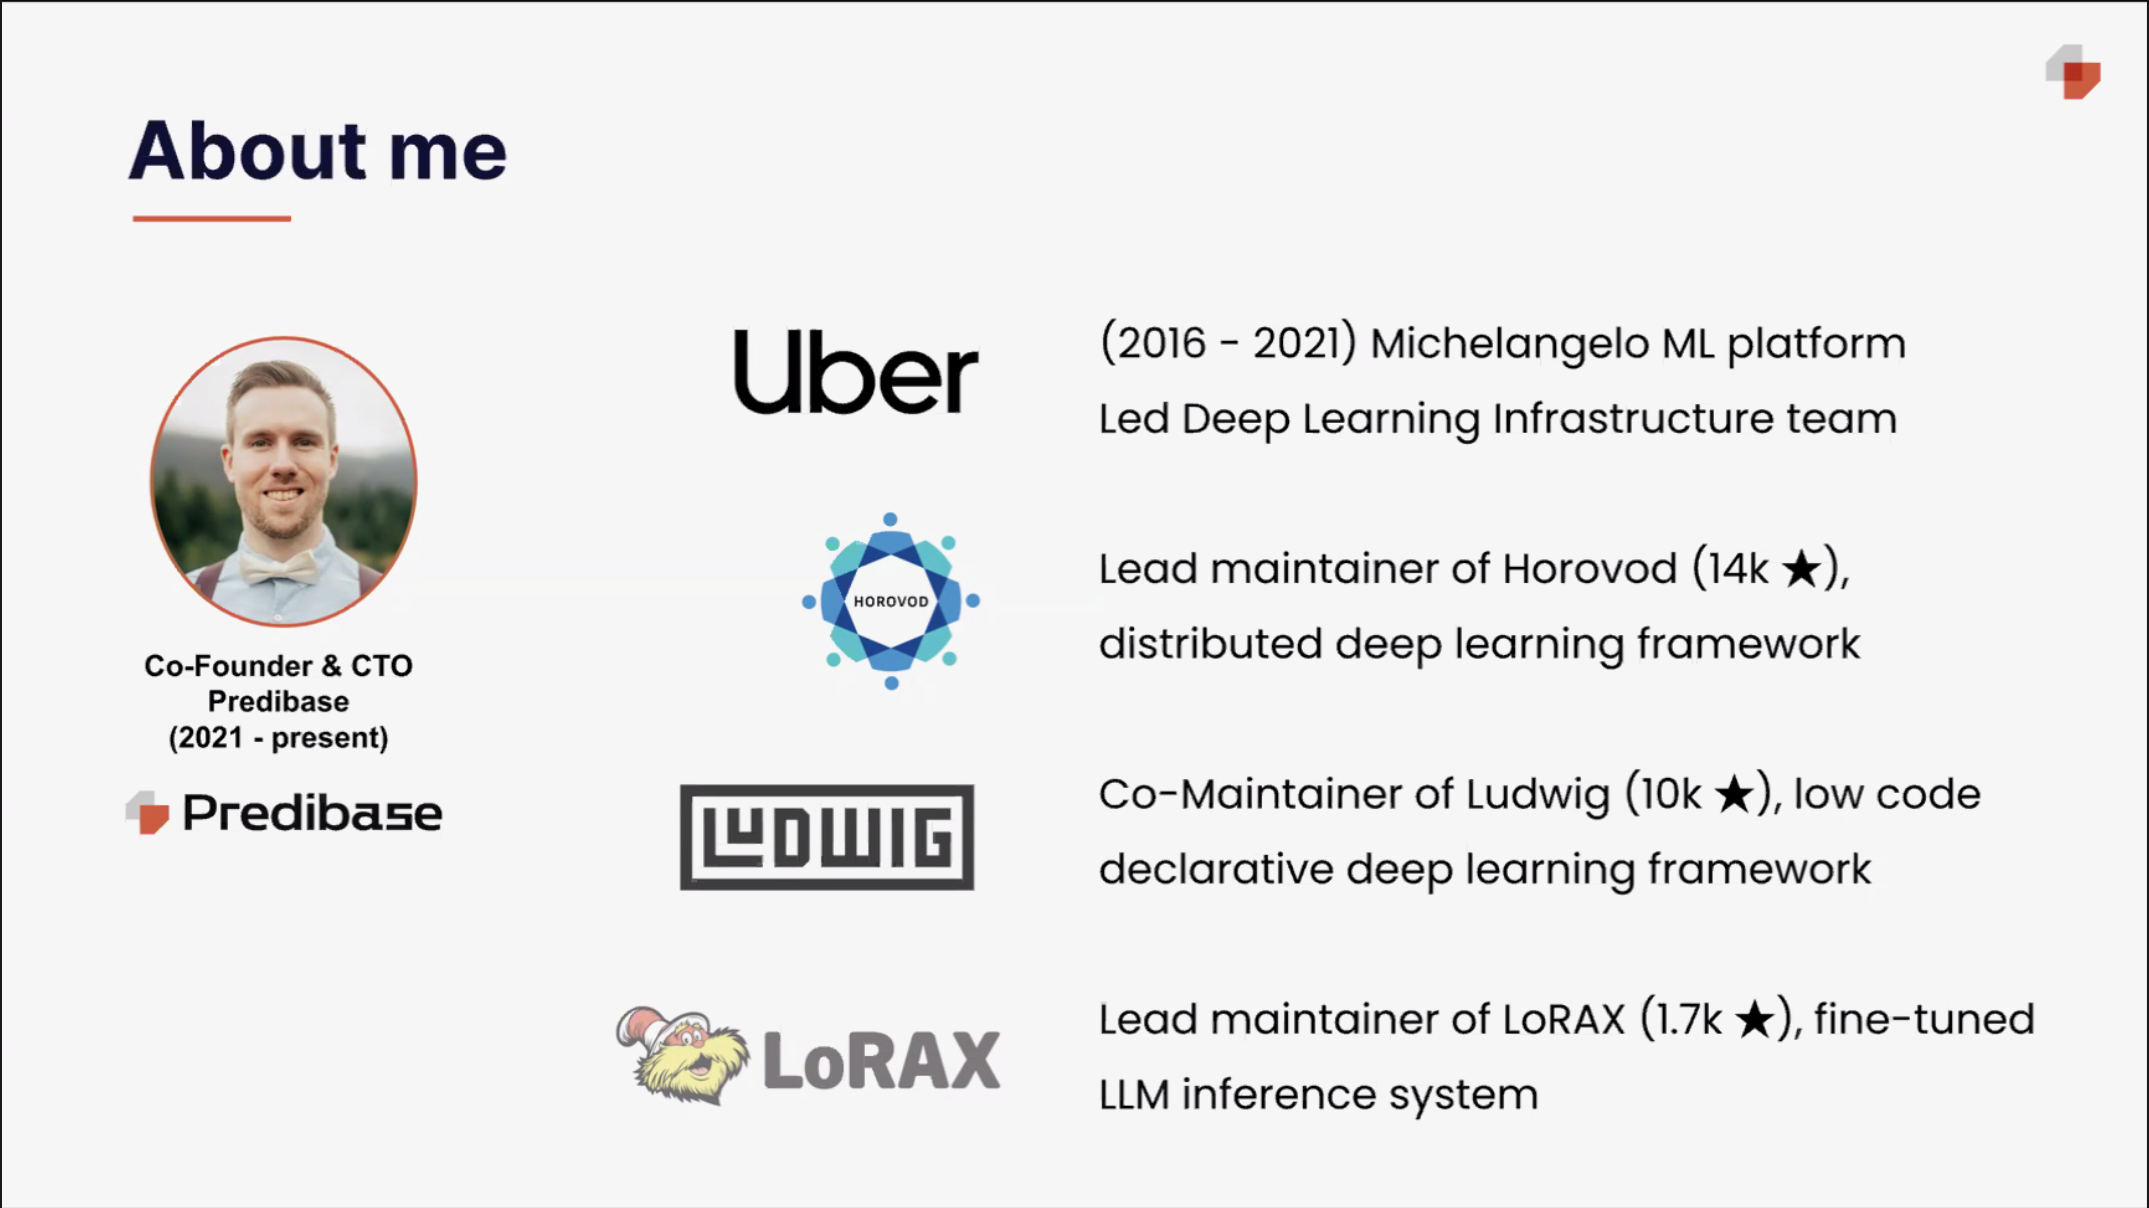 About me
Co-Founder & CTO
Predibase
(2021 - present)
Predibase
Uber
(2016 - 2021) Michelangelo ML platform
Led Deep Learning Infrastructure team
HOROVOD
Lead maintainer of Horovod (14k ★),
distributed deep learning framework
LUDWIG
Co-Maintainer of Ludwig (10k ★), low code
declarative deep learning framework
LoRAX
Lead maintainer of LoRAX (1.7k ★), fine-tuned
LLM inference system